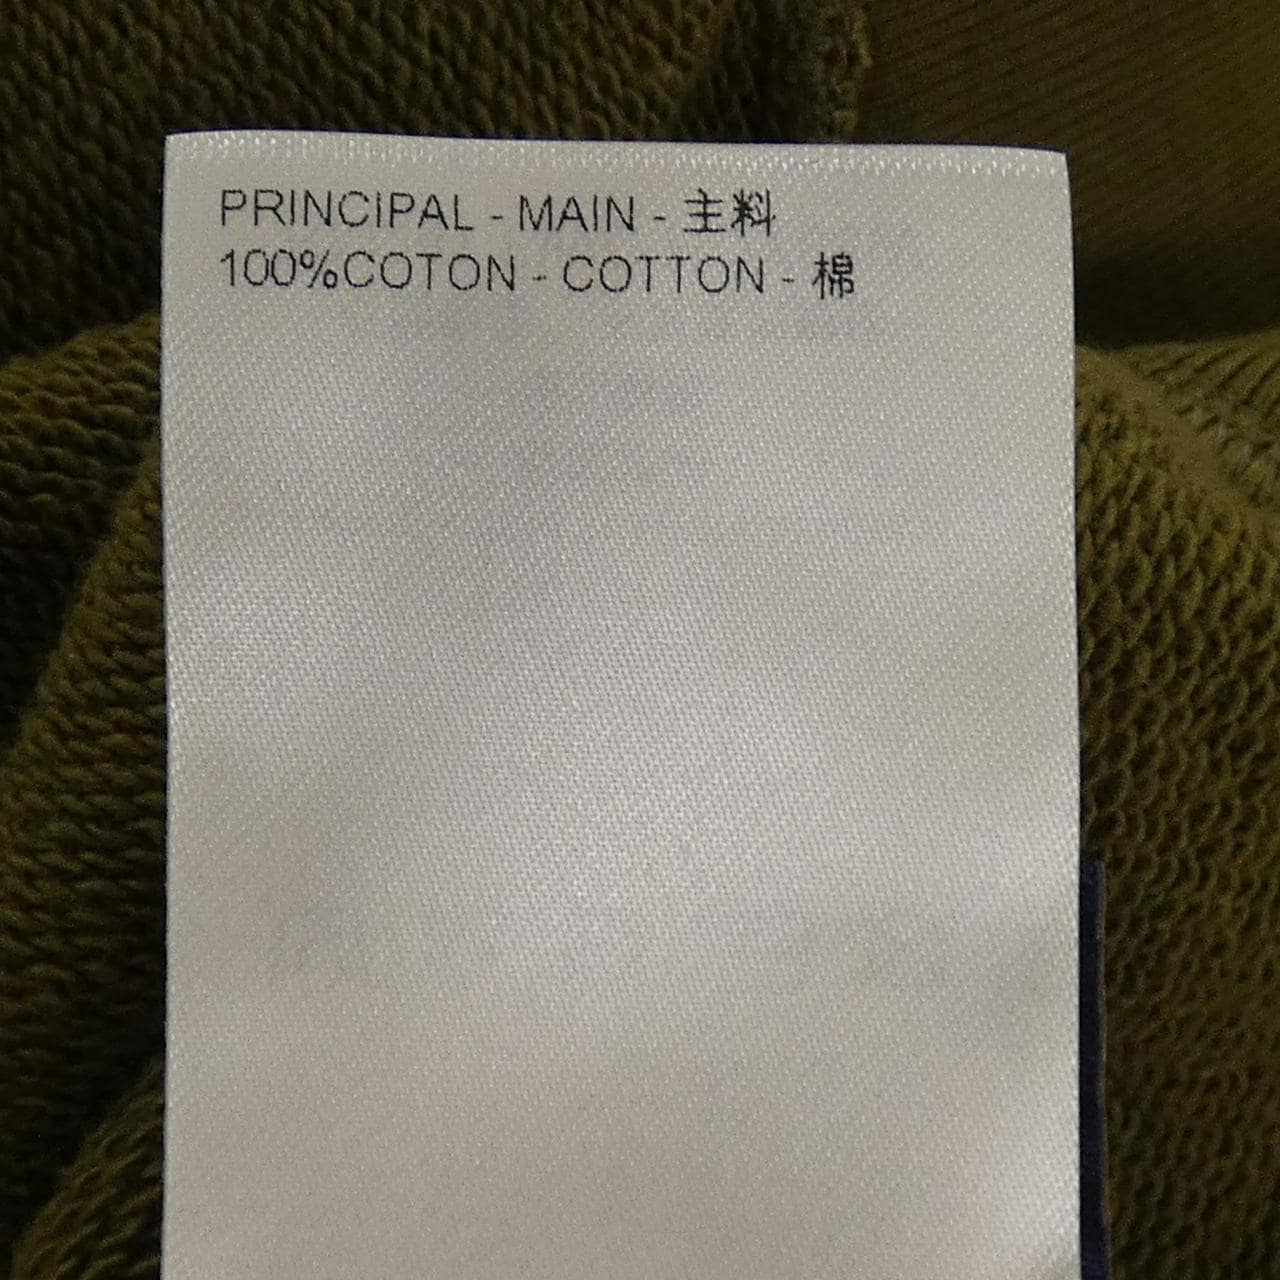 PRINCIPAL - MAIN - 主料
100%COTON - COTTON - 棉